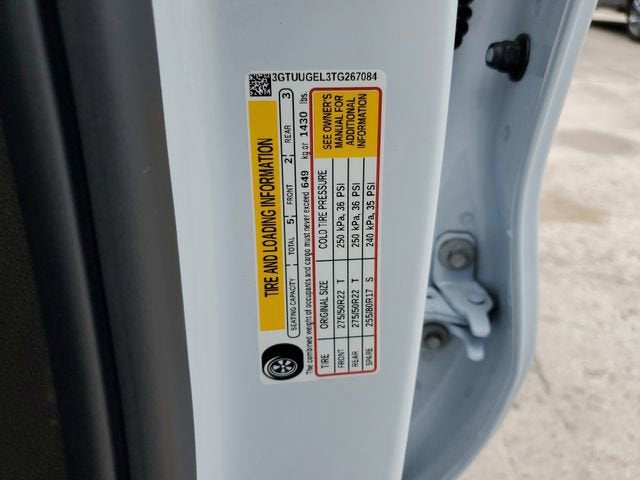 3GTUUGEL3TG267084
TIRE AND LOADING INFORMATION
SEATING CAPACITY TOTAL 5 FRONT 2 REAR 3
The combined weight of occupants and cargo must never exceed 649 kg or 1430 lbs.
TIRE ORIGINAL SIZE COLD TIRE PRESSURE
FRONT 275/50R22 T 250 kPa, 36 PSI
REAR 275/50R22 T 250 kPa, 36 PSI
SPARE 255/80R17 S 240 kPa, 35 PSI
SEE OWNER'S
MANUAL FOR
ADDITIONAL
INFORMATION